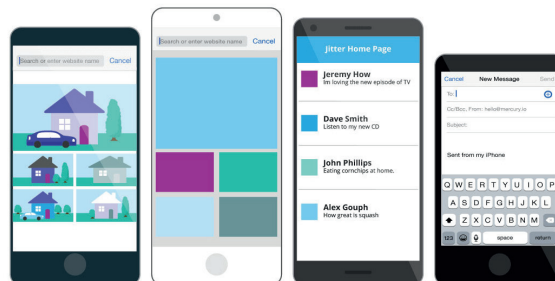 Search or enter website name Cancel
Search or enter website name Cancel
Jitter Home Page
Jeremy How
Im loving the new episode of TV
Dave Smith
Listen to my new CD
John Phillips
Eating cornchips at home.
Alex Gouph
How great is squash
Cancel New Message Send
To:
Cc/Bcc, From: hello@mercury.io
Subject:
Sent from my iPhone
Q W E R T Y U I O P
A S D F G H J K L
Z X C V B N M
123 space return